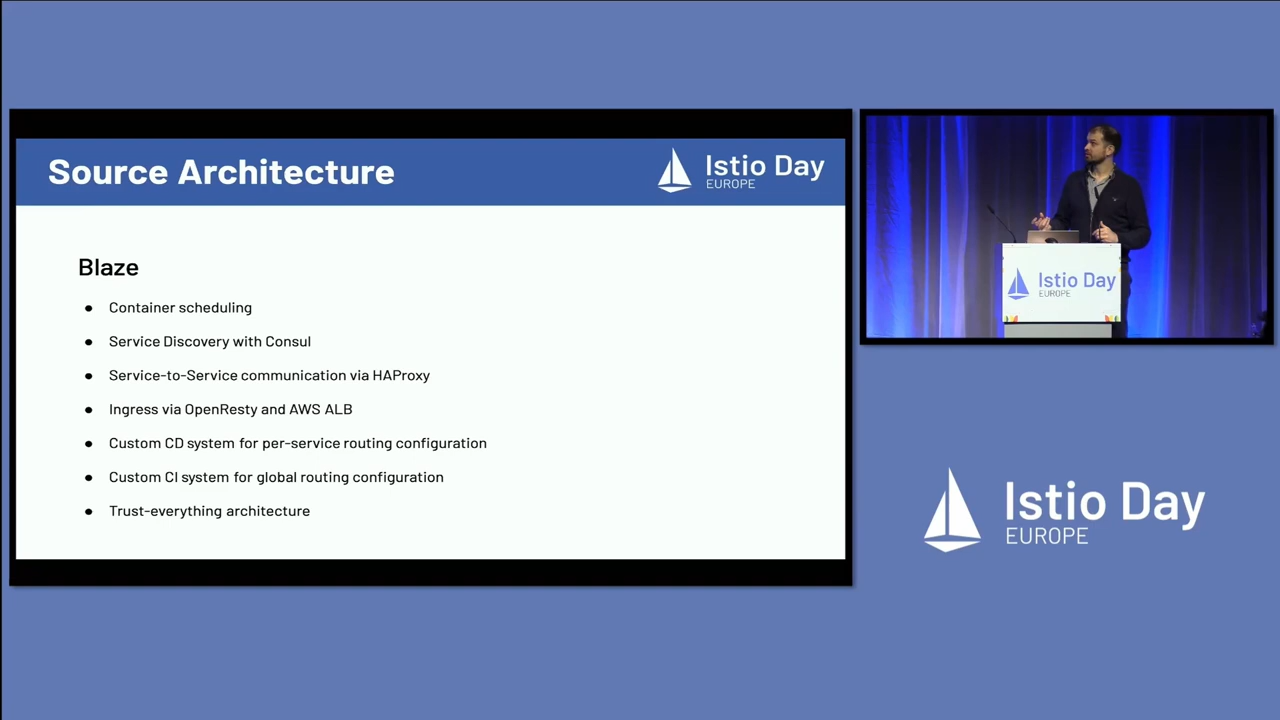 Source Architecture
Istio Day
EUROPE
Blaze
● Container scheduling
● Service Discovery with Consul
● Service-to-Service communication via HAProxy
● Ingress via OpenResty and AWS ALB
● Custom CD system for per-service routing configuration
● Custom CI system for global routing configuration
● Trust-everything architecture
Istio Day
EUROPE
Istio Day
EUROPE